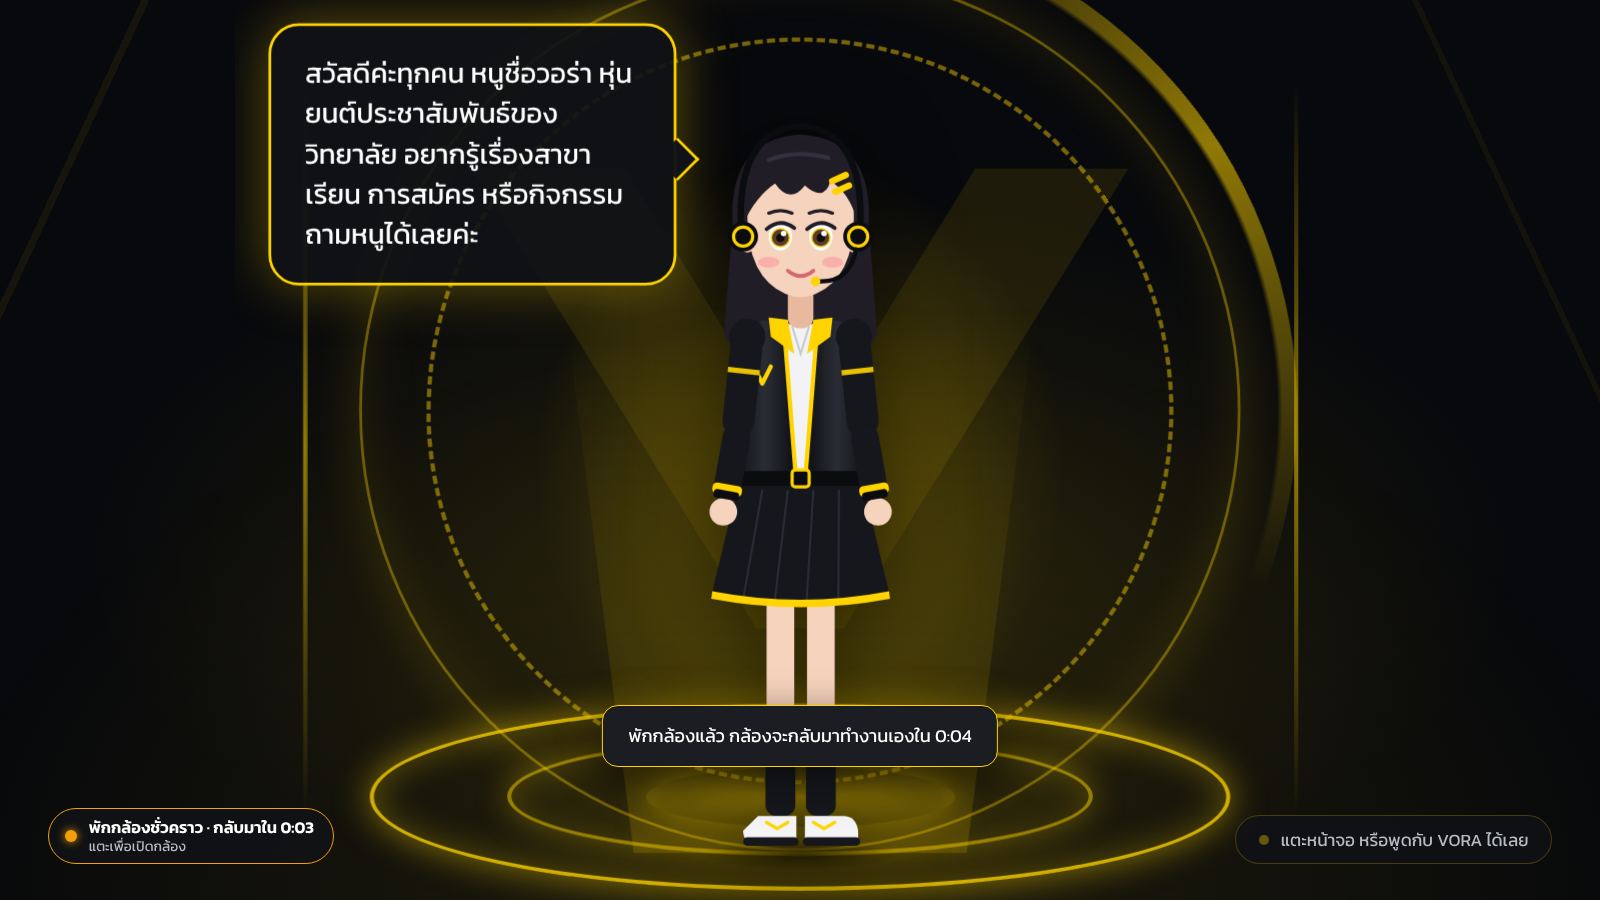 สวัสดีค่ะทุกคน หนูชื่อวอร่า หุ่น
ยนต์ประชาสัมพันธ์ของ
วิทยาลัย อยากรู้เรื่องสาขา
เรียน การสมัคร หรือกิจกรรม
ถามหนูได้เลยค่ะ
พักกล้องแล้ว กล้องจะกลับมาทำงานเองใน 0:04
พักกล้องชั่วคราว · กลับมาใน 0:03
แตะเพื่อเปิดกล้อง
แตะหน้าจอ หรือพูดกับ VORA ได้เลย